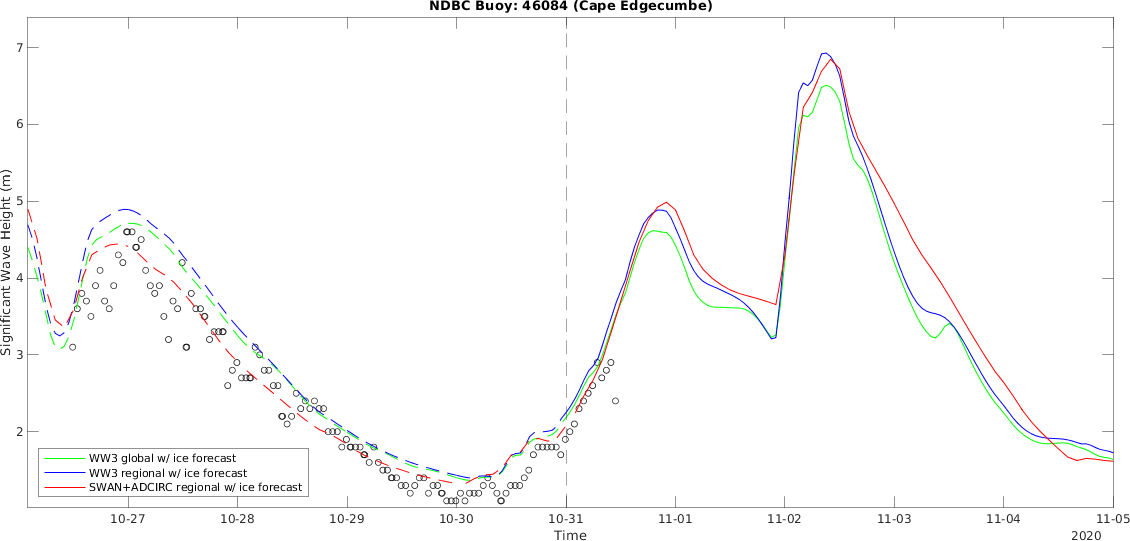 NDBC Buoy: 46084 (Cape Edgecumbe)
Significant Wave Height (m)
7
6
5
4
3
2
WW3 global w/ ice forecast
WW3 regional w/ ice forecast
SWAN+ADCIRC regional w/ ice forecast
10-27 10-28 10-29 10-30 10-31 11-01 11-02 11-03 11-04 11-05
Time
2020